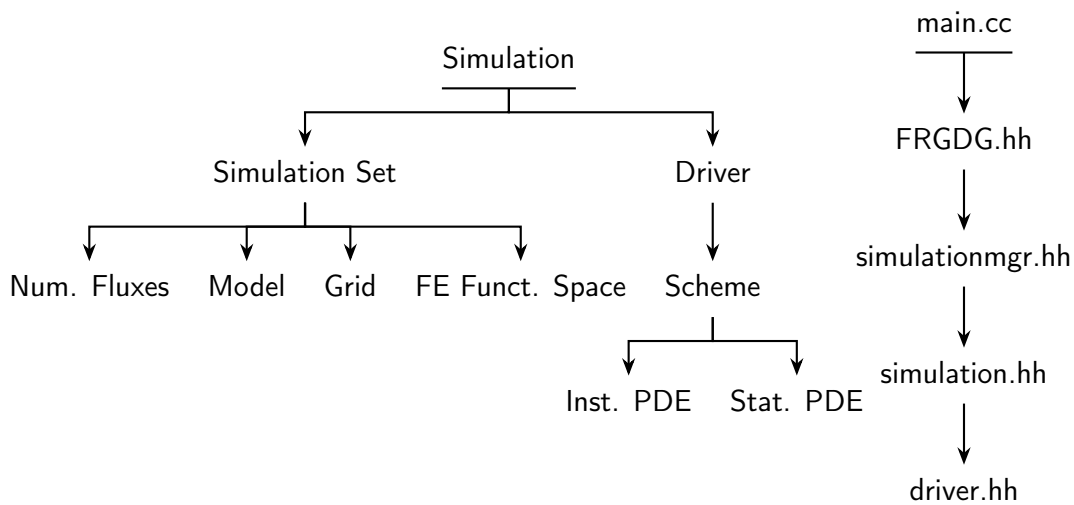 Simulation
Simulation Set
Driver
Num. Fluxes
Model
Grid
FE Funct. Space
Scheme
Inst. PDE
Stat. PDE
main.cc
FRGDG.hh
simulationmgr.hh
simulation.hh
driver.hh